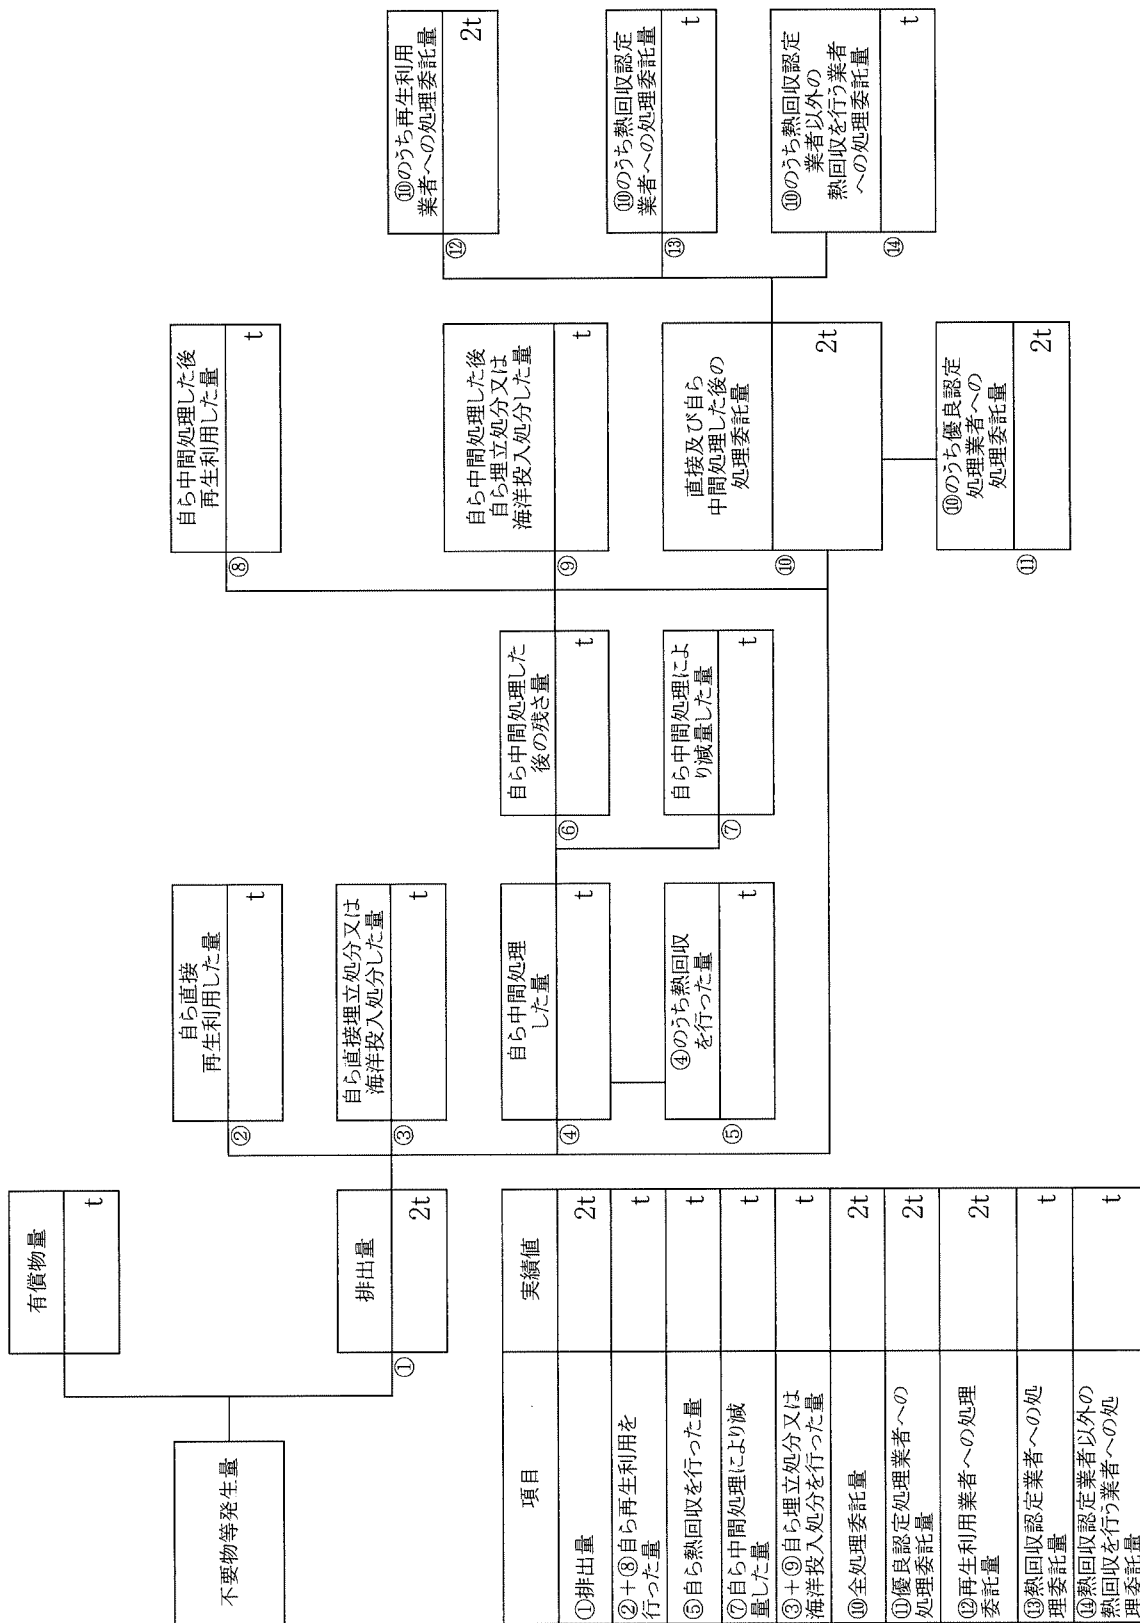 不要物等発生量
有償物量
t
①
排出量
2t
②
自ら直接
再生利用した量
t
③
自ら直接埋立処分又は
海洋投入処分した量
t
④
自ら中間処理
した量
t
⑤
④のうち熱回収
を行った量
t
⑥
自ら中間処理した
後の残さ量
t
⑦
自ら中間処理によ
り減量した量
t
⑧
自ら中間処理した後
再生利用した量
t
⑨
自ら中間処理した後
自ら埋立処分又は
海洋投入処分した量
t
⑩
直接及び自ら
中間処理した後の
処理委託量
2t
⑪
⑩のうち優良認定
処理業者への
処理委託量
2t
⑫
⑩のうち再生利用
業者への処理委託量
2t
⑬
⑩のうち熱回収認定
業者への処理委託量
t
⑭
⑩のうち熱回収認定
業者以外の
熱回収を行う業者
への処理委託量
t
項目 実績値
①排出量 2t
②+⑧自ら再生利用を
行った量 t
⑤自ら熱回収を行った量 t
⑦自ら中間処理により減
量した量 t
③+⑨自ら埋立処分又は
海洋投入処分を行った量 t
⑩全処理委託量 2t
⑪優良認定処理業者への
処理委託量 2t
⑫再生利用業者への処理
委託量 2t
⑬熱回収認定業者への処
理委託量 t
⑭熱回収認定業者以外の
熱回収を行う業者への処
理委託量 t